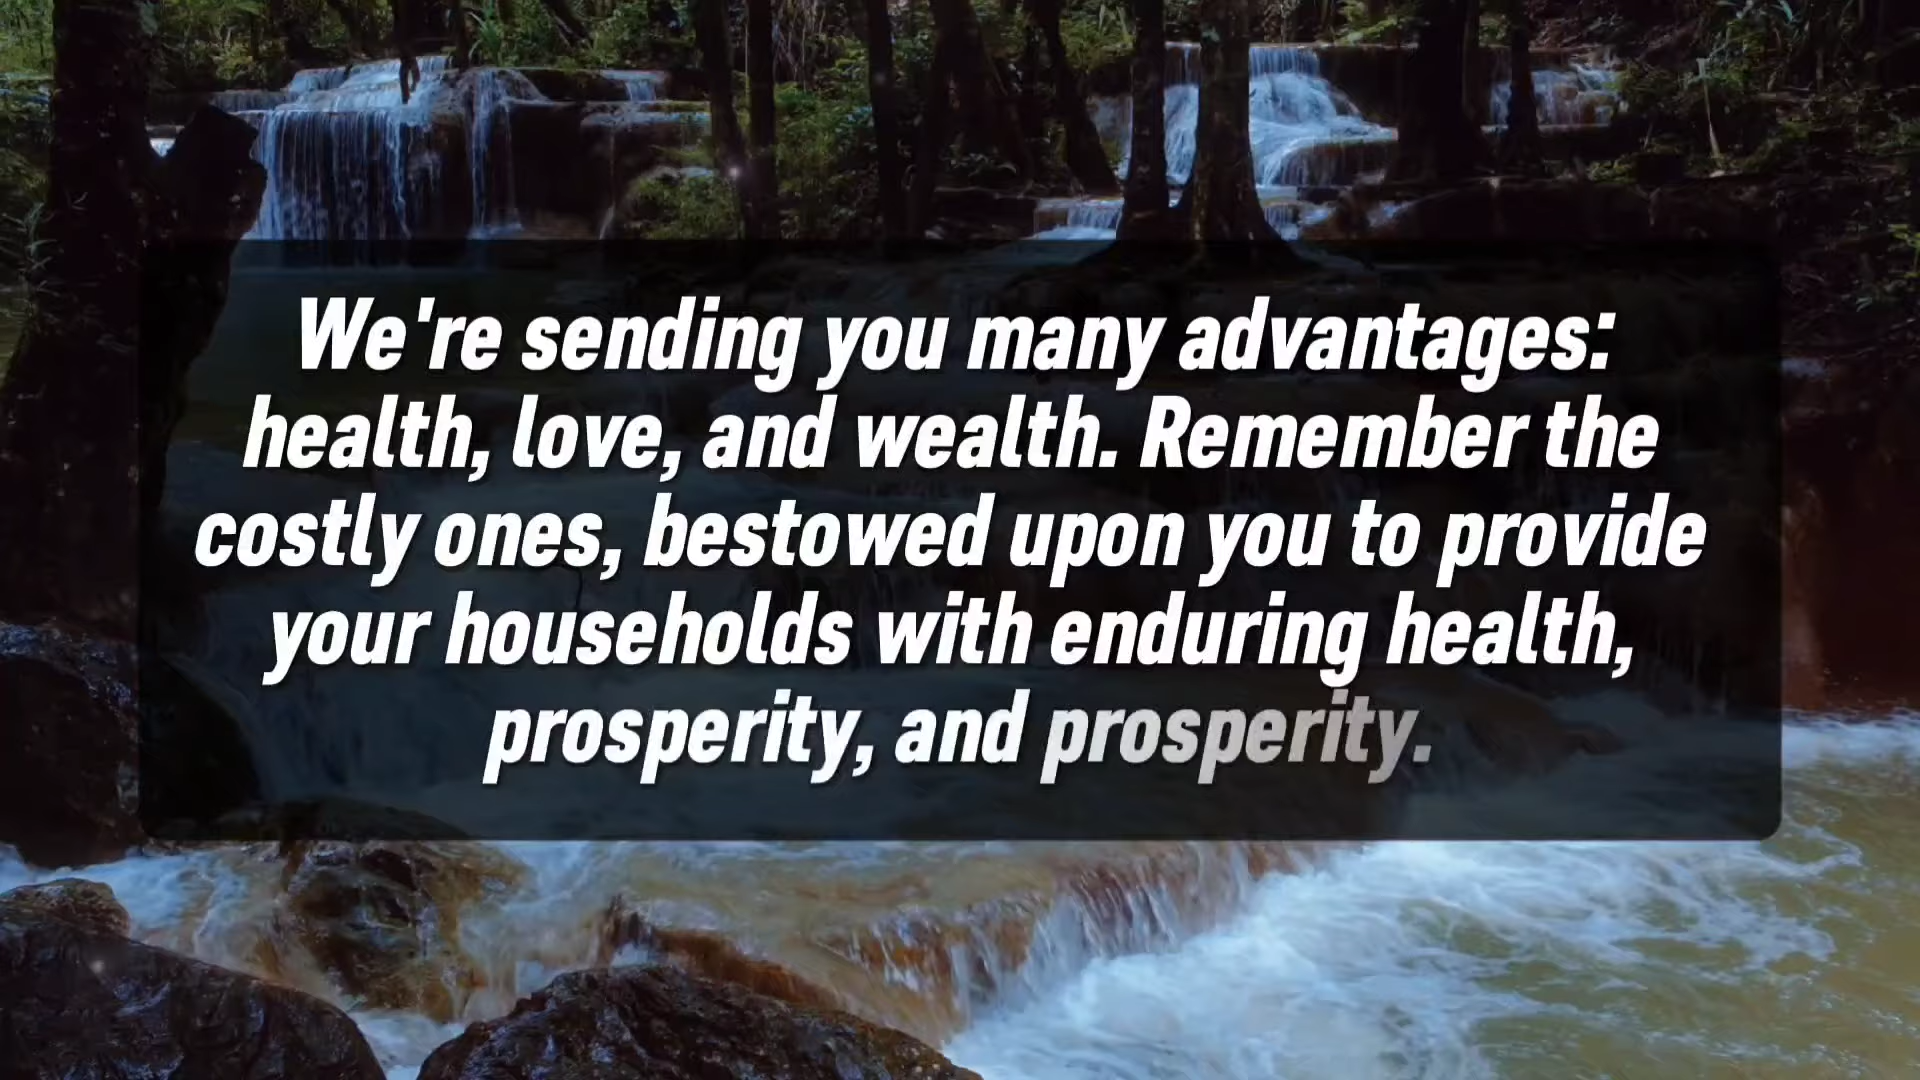 We're sending you many advantages:
health, love, and wealth. Remember the
costly ones, bestowed upon you to provide
your households with enduring health,
prosperity, and prosperity.